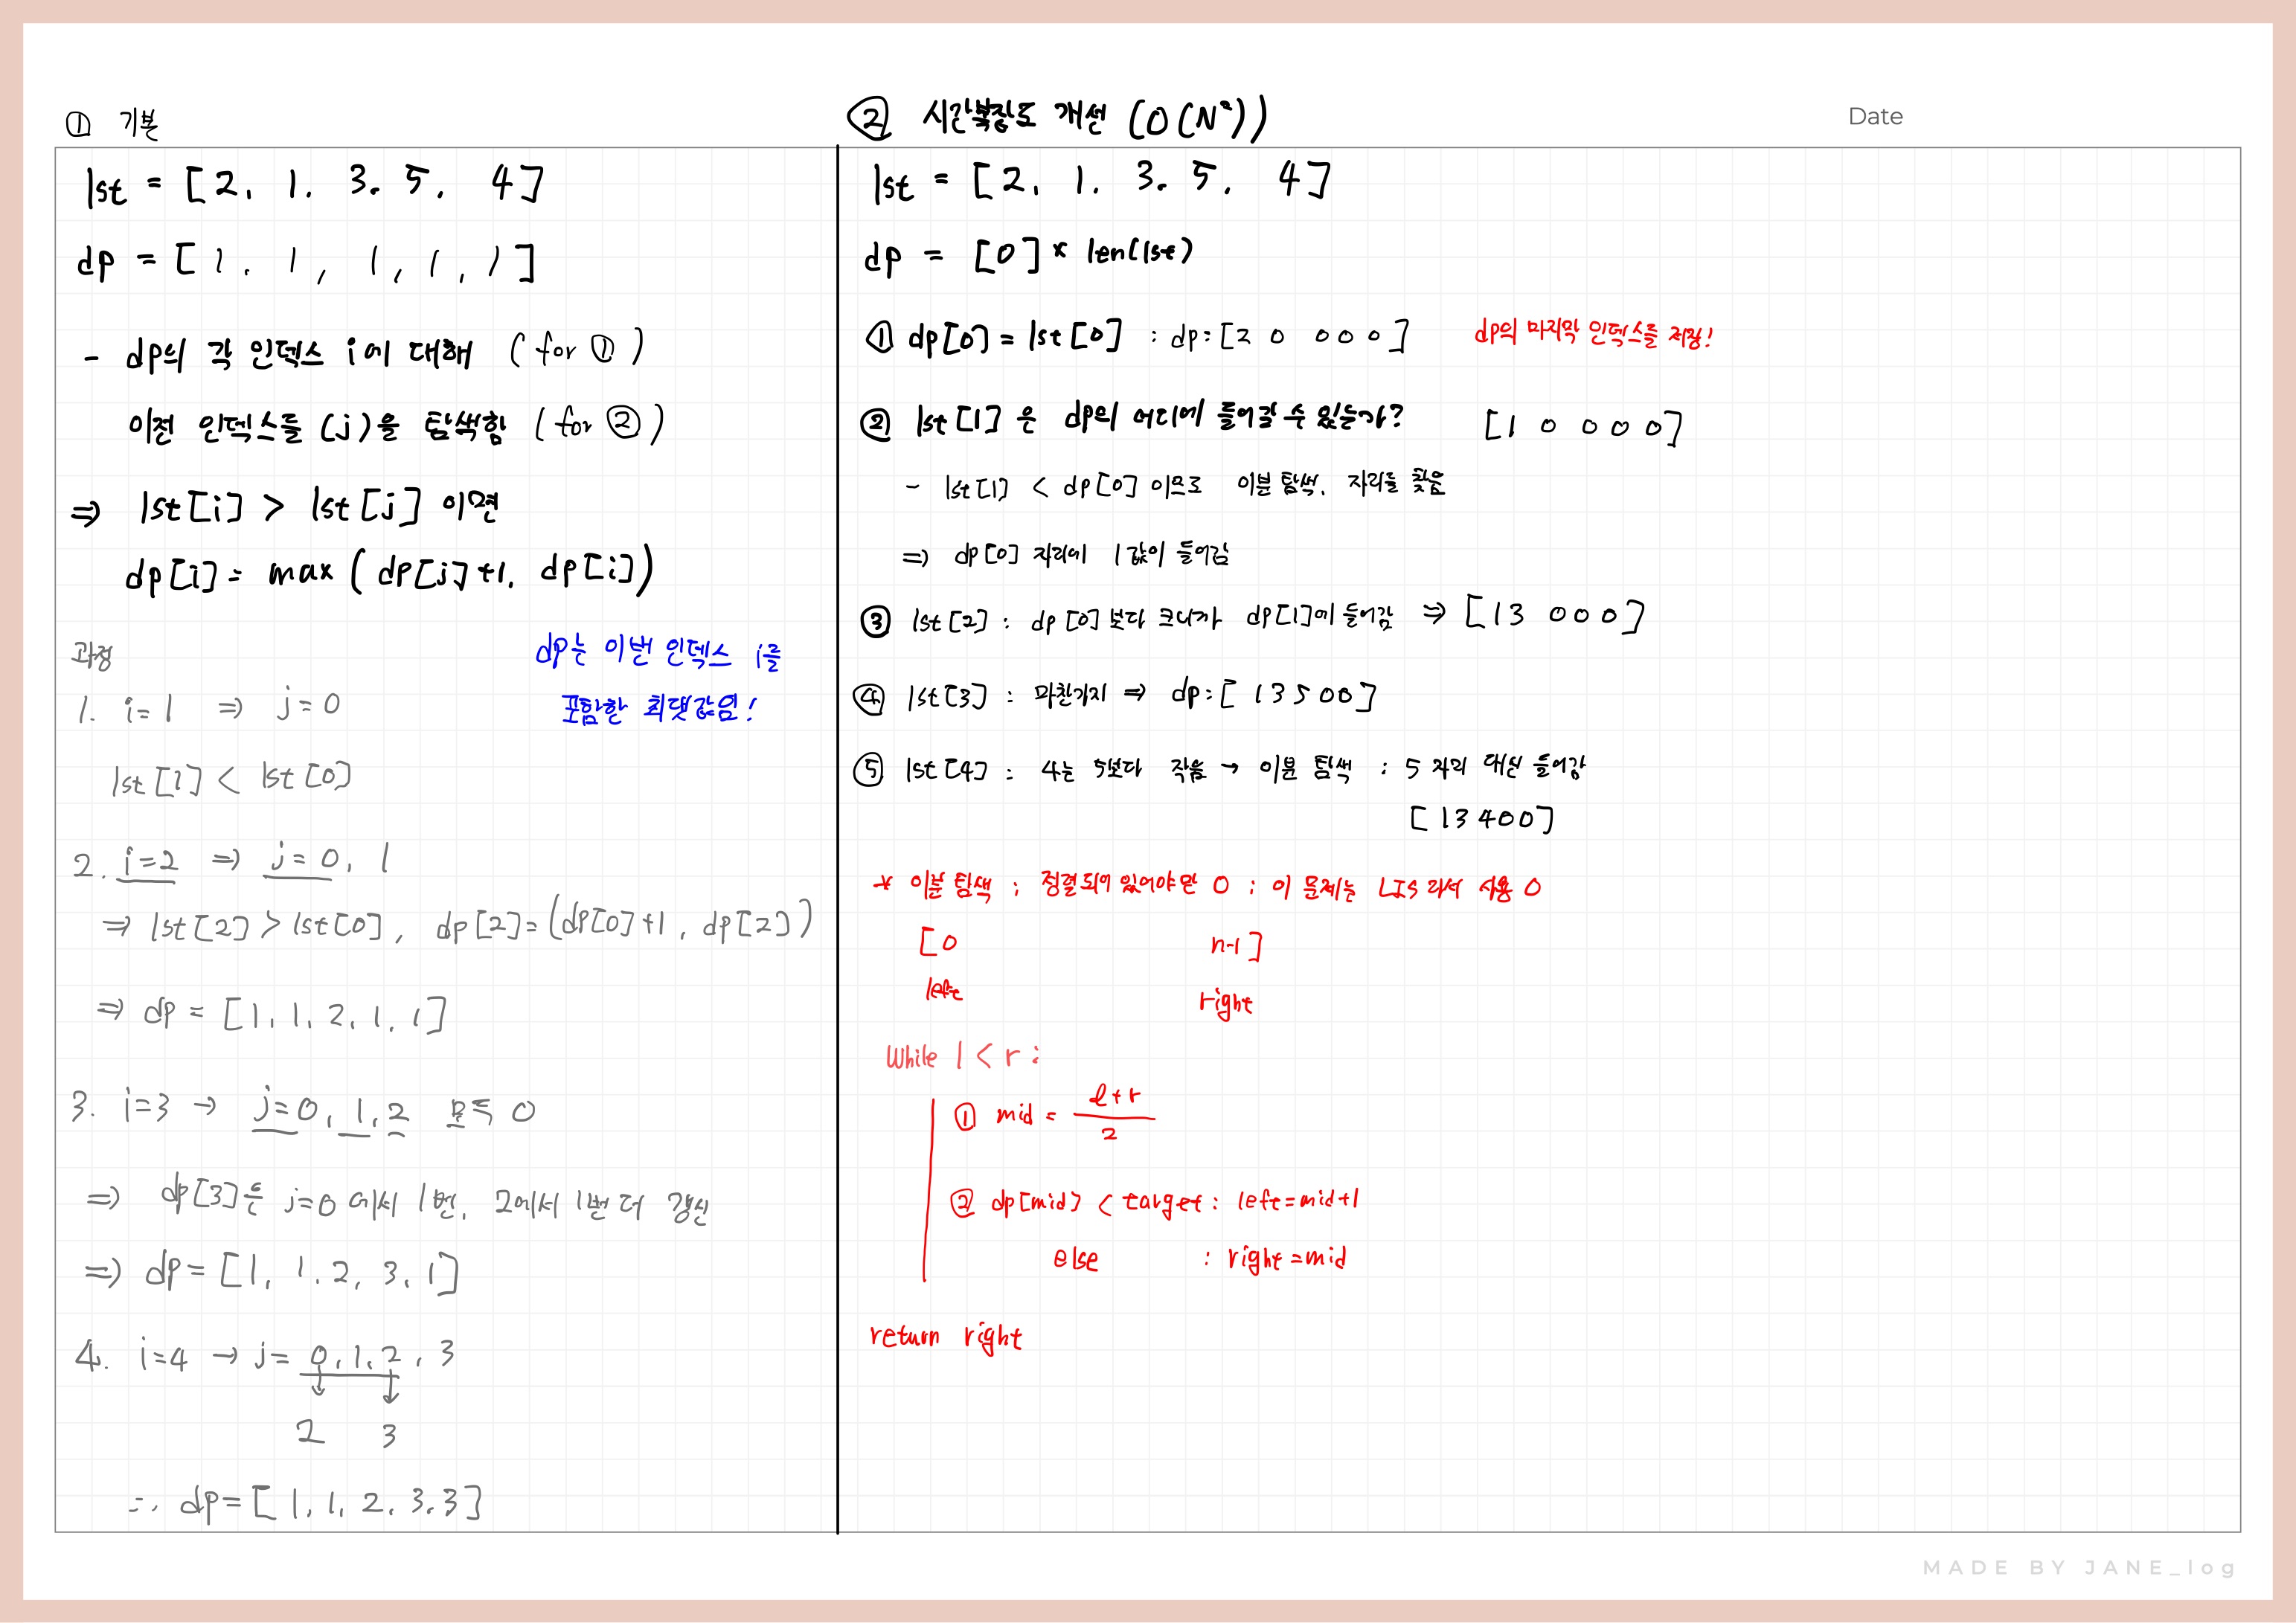 ① 기본
lst = [2, 1. 3. 5. 4]
dp = [1. 1, 1, 1, 1]
- dp의 각 인덱스 i에 대해 (for ①)
이전 인덱스들 (j)을 탐색함 (for ②)
⇒ lst[i] > lst[j] 이면
dp[i] = max (dp[j]+1. dp[i])
dp는 이번 인덱스 i를
포함한 최댓값임!
과정
1. i=1 ⇒ j=0
lst[1] < lst[0]
2. i=2 ⇒ j=0, 1
⇒ lst[2] > lst[0], dp[2]=(dp[0]+1, dp[2])
⇒ dp = [1, 1, 2, 1, 1]
3. i=3 → j=0, 1, 2 모두 O
⇒ dp[3]은 j=0에서 1번, 2에서 1번 더 갱신
⇒ dp = [1, 1. 2, 3, 1]
4. i=4 → j= 0, 1, 2, 3
2 3
∴ dp=[1, 1, 2. 3. 3]
② 시간복잡도 개선 (O(N²))
Date
lst = [2, 1. 3. 5. 4]
dp = [0] * len(lst)
① dp[0] = lst[0] : dp=[2 0 0 0 0] dp의 마지막 인덱스를 저장!
② lst[1] 은 dp의 어디에 들어갈 수 있는가? [1 0 0 0 0]
- lst[1] < dp[0] 이므로 이분 탐색, 자리를 찾음
⇒ dp[0] 자리에 1 값이 들어감
③ lst[2] : dp[0]보다 크니까 dp[1]에 들어감 ⇒ [1 3 0 0 0]
④ lst[3] : 마찬가지 ⇒ dp=[1 3 5 0 0]
⑤ lst[4] : 4는 5보다 작음 → 이분 탐색 : 5 자리 대신 들어감
[1 3 4 0 0]
* 이분 탐색 : 정렬되어 있어야만 O : 이 문제는 LIS 라서 사용 O
[0 n-1]
left right
While l < r :
① mid = l+r / 2
② dp[mid] < target : left=mid+1
else : right=mid
return right
MADE BY JANE_log